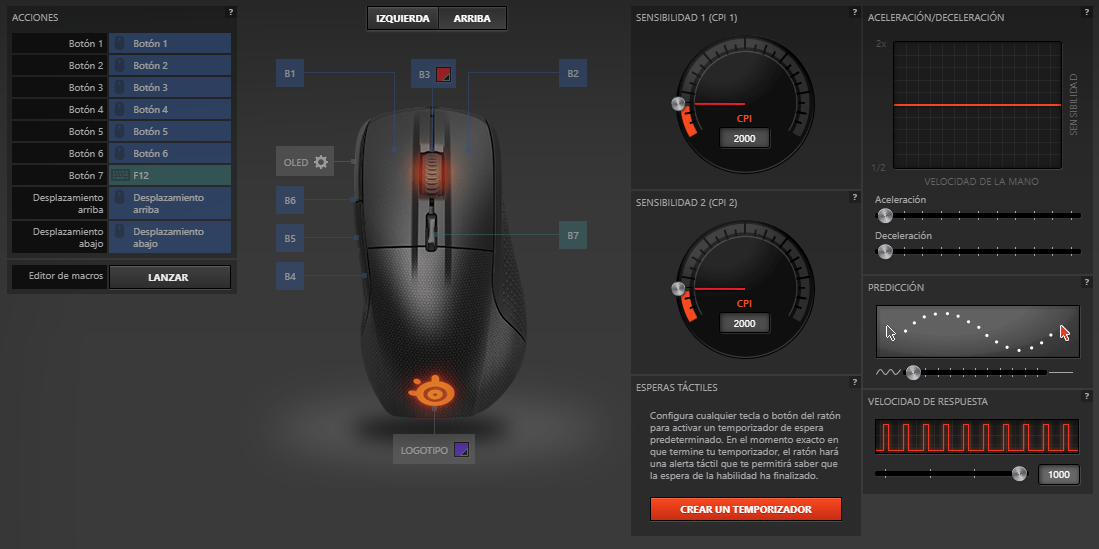 ACCIONES
?
Botón 1
Botón 1
Botón 2
Botón 2
Botón 3
Botón 3
Botón 4
Botón 4
Botón 5
Botón 5
Botón 6
Botón 6
Botón 7
F12
Desplazamiento
arriba
Desplazamiento
arriba
Desplazamiento
abajo
Desplazamiento
abajo
Editor de macros
LANZAR
IZQUIERDA
ARRIBA
B1
B3
B2
OLED
B6
B5
B7
B4
LOGOTIPO
SENSIBILIDAD 1 (CPI 1)
?
CPI
2000
SENSIBILIDAD 2 (CPI 2)
?
CPI
2000
ESPERAS TÁCTILES
?
Configura cualquier tecla o botón del ratón
para activar un temporizador de espera
predeterminado. En el momento exacto en
que termine tu temporizador, el ratón hará
una alerta táctil que te permitirá saber que
la espera de la habilidad ha finalizado.
CREAR UN TEMPORIZADOR
ACELERACIÓN/DECELERACIÓN
?
2x
SENSIBILIDAD
1/2
VELOCIDAD DE LA MANO
Aceleración
Deceleración
PREDICCIÓN
?
VELOCIDAD DE RESPUESTA
?
1000